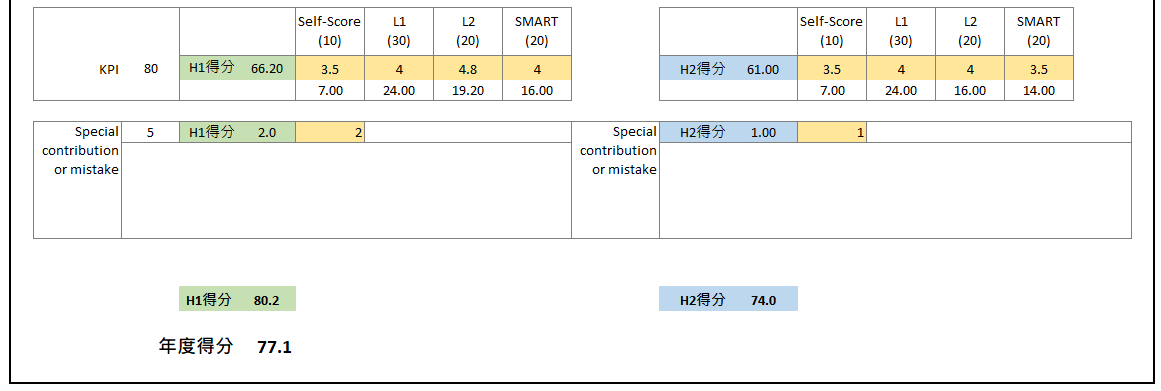 Self-Score L1 L2 SMART Self-Score L1 L2 SMART
(10) (30) (20) (20) (10) (30) (20) (20)
KPI 80 H1得分 66.20 3.5 4 4.8 4 H2得分 61.00 3.5 4 4 3.5
7.00 24.00 19.20 16.00 7.00 24.00 16.00 14.00
Special 5 H1得分 2.0 2 Special H2得分 1.00 1
contribution contribution
or mistake or mistake
H1得分 80.2 H2得分 74.0
年度得分 77.1